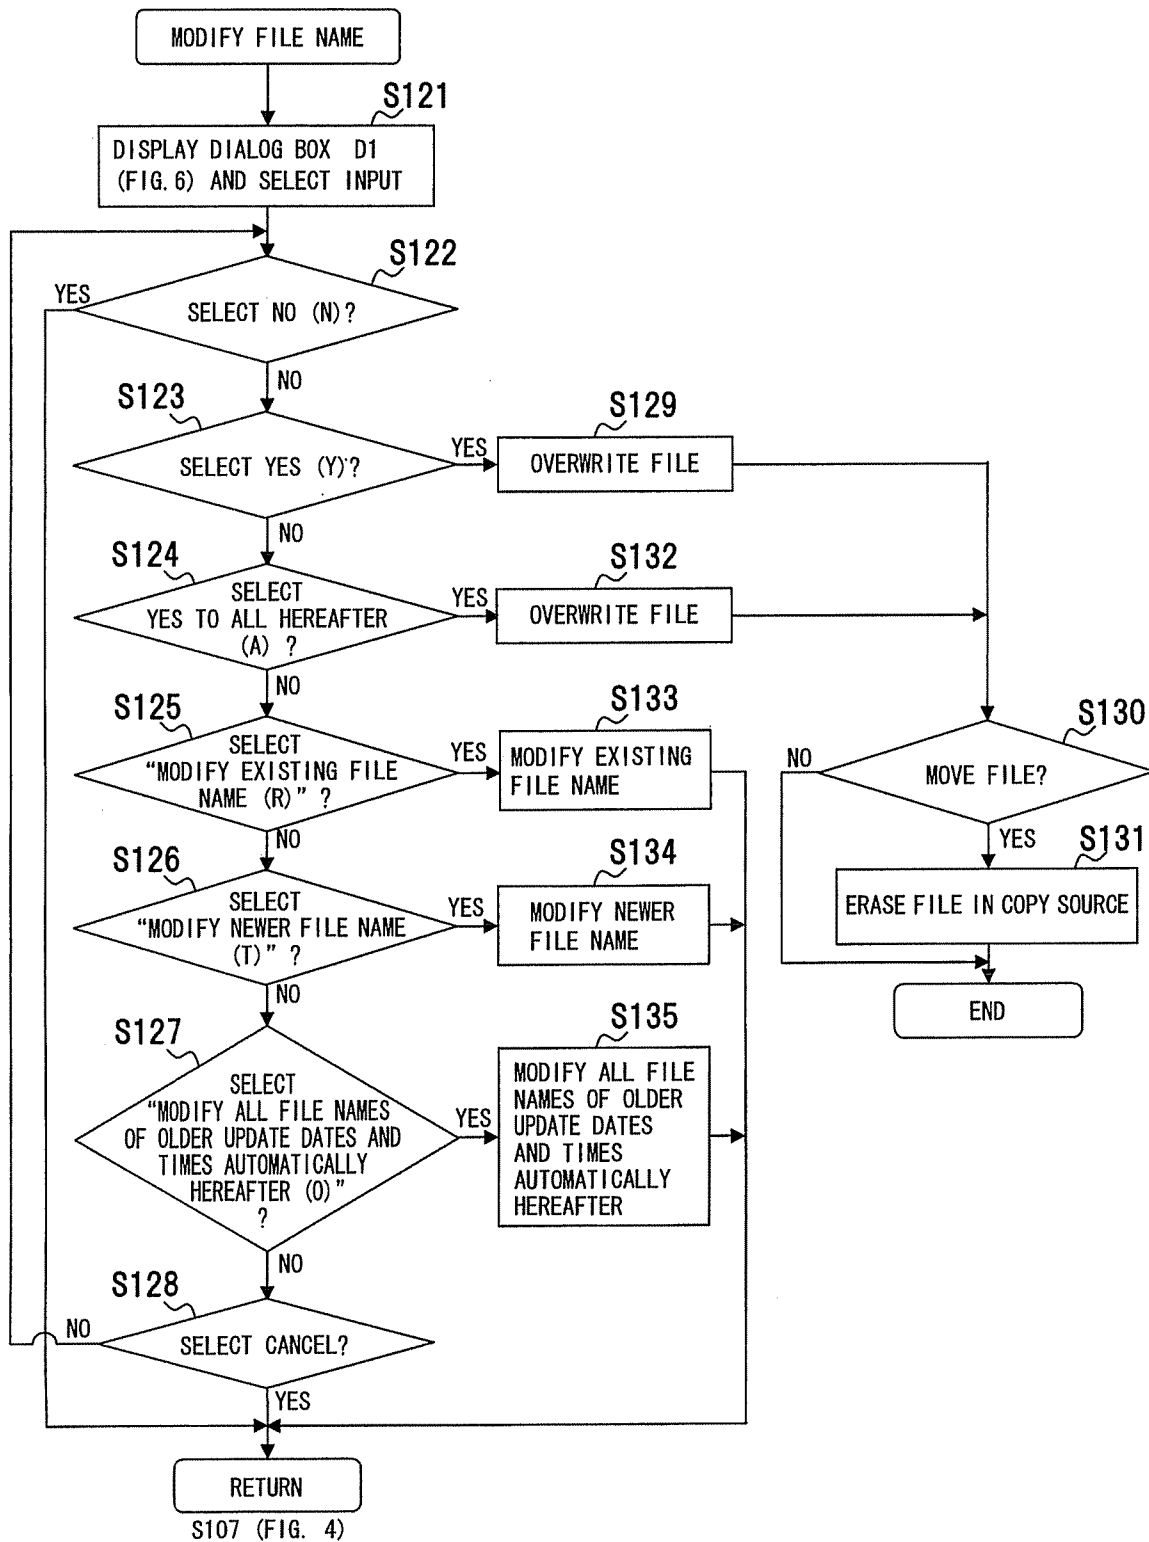 MODIFY FILE NAME
S121
DISPLAY DIALOG BOX D1
(FIG.6) AND SELECT INPUT
S122
YES
SELECT NO (N)?
NO
S123
SELECT YES (Y)?
YES
S129
OVERWRITE FILE
NO
S124
SELECT
YES TO ALL HEREAFTER
(A) ?
YES
S132
OVERWRITE FILE
NO
S125
SELECT
“MODIFY EXISTING FILE
NAME (R)” ?
YES
S133
MODIFY EXISTING
FILE NAME
S130
NO
MOVE FILE?
YES
S131
ERASE FILE IN COPY SOURCE
END
NO
S126
SELECT
“MODIFY NEWER FILE NAME
(T)” ?
YES
S134
MODIFY NEWER
FILE NAME
NO
S127
SELECT
“MODIFY ALL FILE NAMES
OF OLDER UPDATE DATES AND
TIMES AUTOMATICALLY
HEREAFTER (O)”
?
YES
S135
MODIFY ALL FILE
NAMES OF OLDER
UPDATE DATES
AND TIMES
AUTOMATICALLY
HEREAFTER
NO
S128
NO
SELECT CANCEL?
YES
RETURN
S107 (FIG. 4)